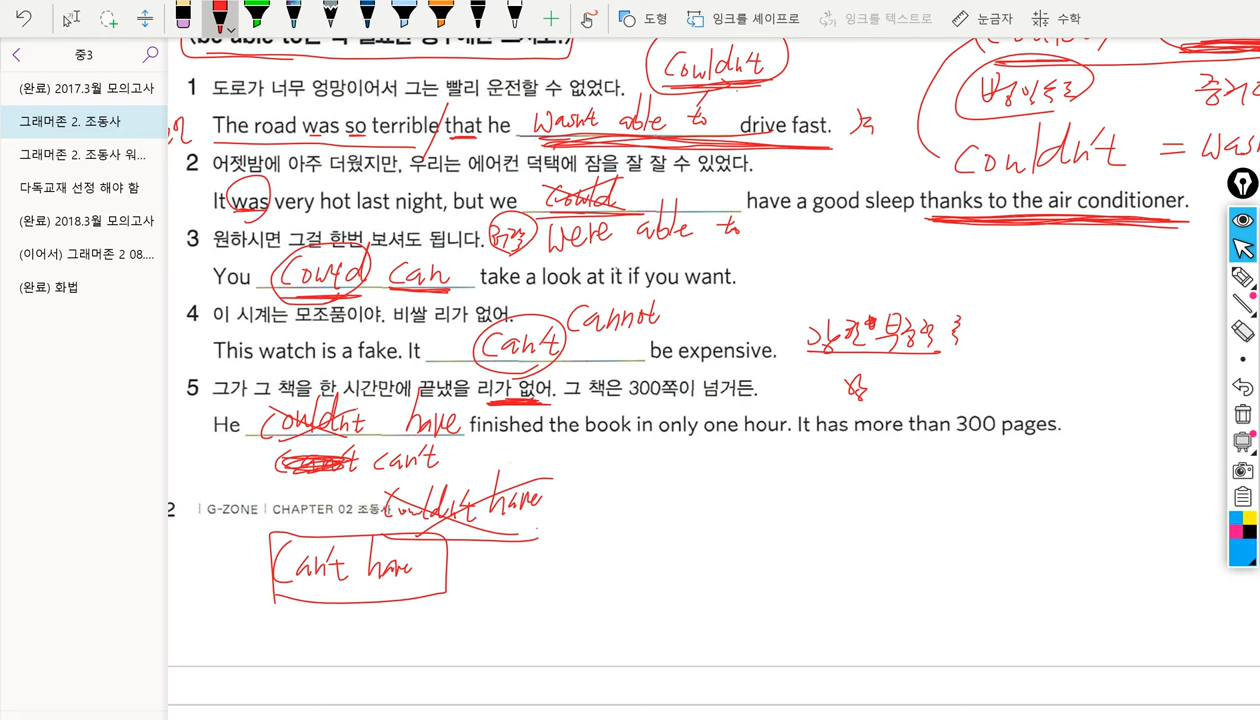 도형
잉크를 셰이프로
잉크를 텍스트로
눈금자
수학
중3
(완료) 2017.3월 모의고사
그래머존 2. 조동사
그래머존 2. 조동사 워...
다독교재 선정 해야 함
(완료) 2018.3월 모의고사
(이어서) 그래머존 2 08....
(완료) 화법
couldn't
1 도로가 너무 엉망이어서 그는 빨리 운전할 수 없었다.
The road was so terrible that he wasn't able to drive fast.
couldn't = was
2 어젯밤에 아주 더웠지만, 우리는 에어컨 덕택에 잠을 잘 잘 수 있었다.
It was very hot last night, but we could have a good sleep thanks to the air conditioner.
were able to
3 원하시면 그걸 한번 보셔도 됩니다. 허락
You could can take a look at it if you want.
4 이 시계는 모조품이야. 비쌀 리가 없어.
cannot
This watch is a fake. It can't be expensive.
5 그가 그 책을 한 시간만에 끝냈을 리가 없어. 그 책은 300쪽이 넘거든.
He couldn't have finished the book in only one hour. It has more than 300 pages.
can't
couldn't have
2 | G-ZONE | CHAPTER 02 조동사
can't have